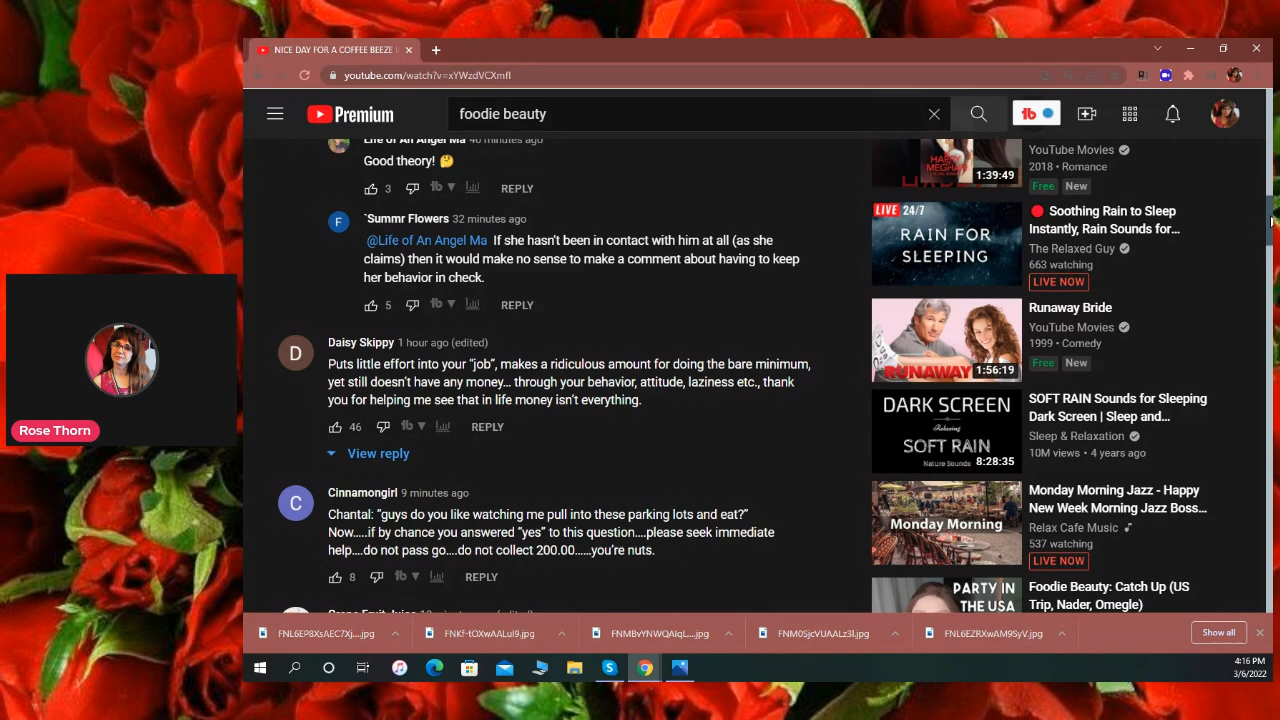 NICE DAY FOR A COFFEE BEEZE
youtube.com/watch?v=xYWzdVCXmfI
Premium
foodie beauty
Life of An Angel Ma 40 minutes ago
Good theory! 🤔
3
REPLY
`Summr Flowers 32 minutes ago
@Life of An Angel Ma If she hasn't been in contact with him at all (as she
claims) then it would make no sense to make a comment about having to keep
her behavior in check.
5
REPLY
D
Daisy Skippy 1 hour ago (edited)
Puts little effort into your “job”, makes a ridiculous amount for doing the bare minimum,
yet still doesn’t have any money… through your behavior, attitude, laziness etc., thank
you for helping me see that in life money isn’t everything.
46
REPLY
View reply
C
Cinnamongirl 9 minutes ago
Chantal: “guys do you like watching me pull into these parking lots and eat?”
Now.....if by chance you answered “yes” to this question....please seek immediate
help....do not pass go....do not collect 200.00......you’re nuts.
8
REPLY
HARRY
MEGHAN
1:39:49
YouTube Movies
2018 • Romance
Free New
LIVE 24/7
RAIN FOR
SLEEPING
Soothing Rain to Sleep
Instantly, Rain Sounds for...
The Relaxed Guy
663 watching
LIVE NOW
RUNAWAY
1:56:19
Runaway Bride
YouTube Movies
1999 • Comedy
Free New
DARK SCREEN
Relaxing
SOFT RAIN
Nature Sounds
8:28:35
SOFT RAIN Sounds for Sleeping
Dark Screen | Sleep and...
Sleep & Relaxation
10M views • 4 years ago
Monday Morning
Monday Morning Jazz - Happy
New Week Morning Jazz Boss...
Relax Cafe Music
537 watching
LIVE NOW
PARTY IN
THE USA
Foodie Beauty: Catch Up (US
Trip, Nader, Omegle)
Rose Thorn
FNL6EP8XsAEC7Xj....jpg
FNKf-tOXwAALuI9.jpg
FNMBvYNWQAIqL....jpg
FNM0SjcVUAALz3I.jpg
FNL6EZRXwAM9SyV.jpg
Show all
4:16 PM
3/6/2022